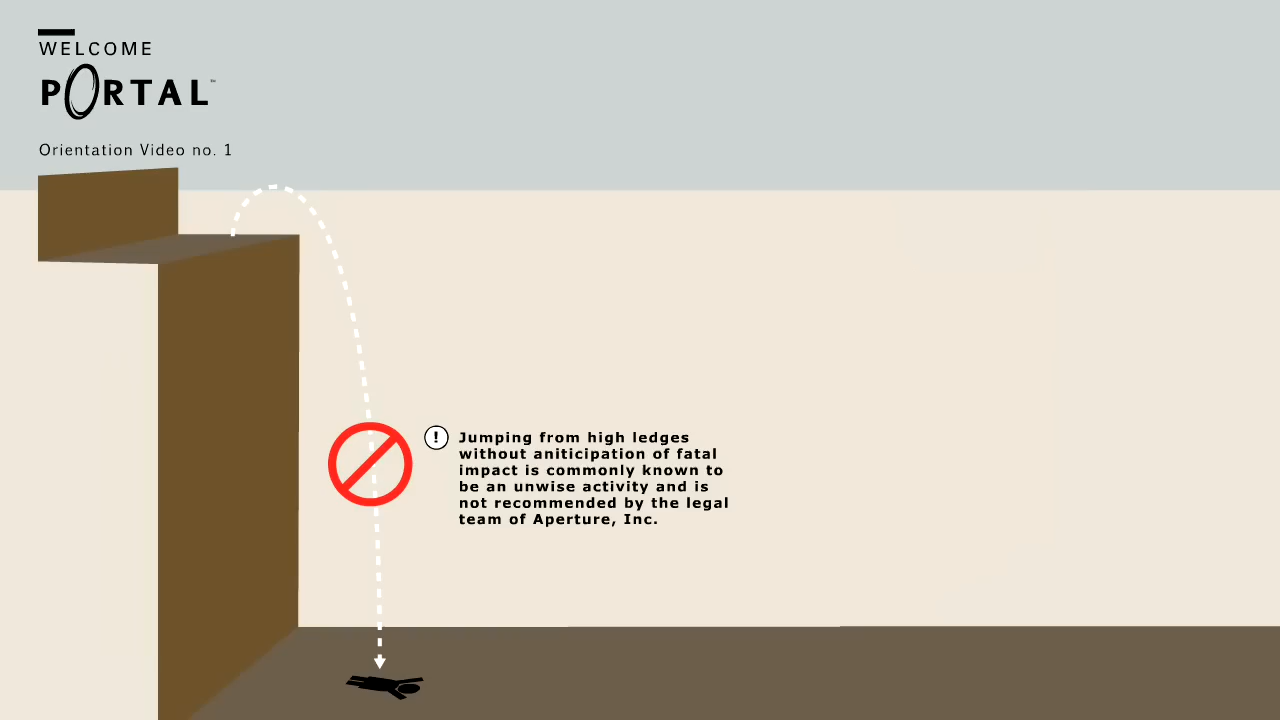 WELCOME
PORTAL™
Orientation Video no. 1
! Jumping from high ledges
without aniticipation of fatal
impact is commonly known to
be an unwise activity and is
not recommended by the legal
team of Aperture, Inc.